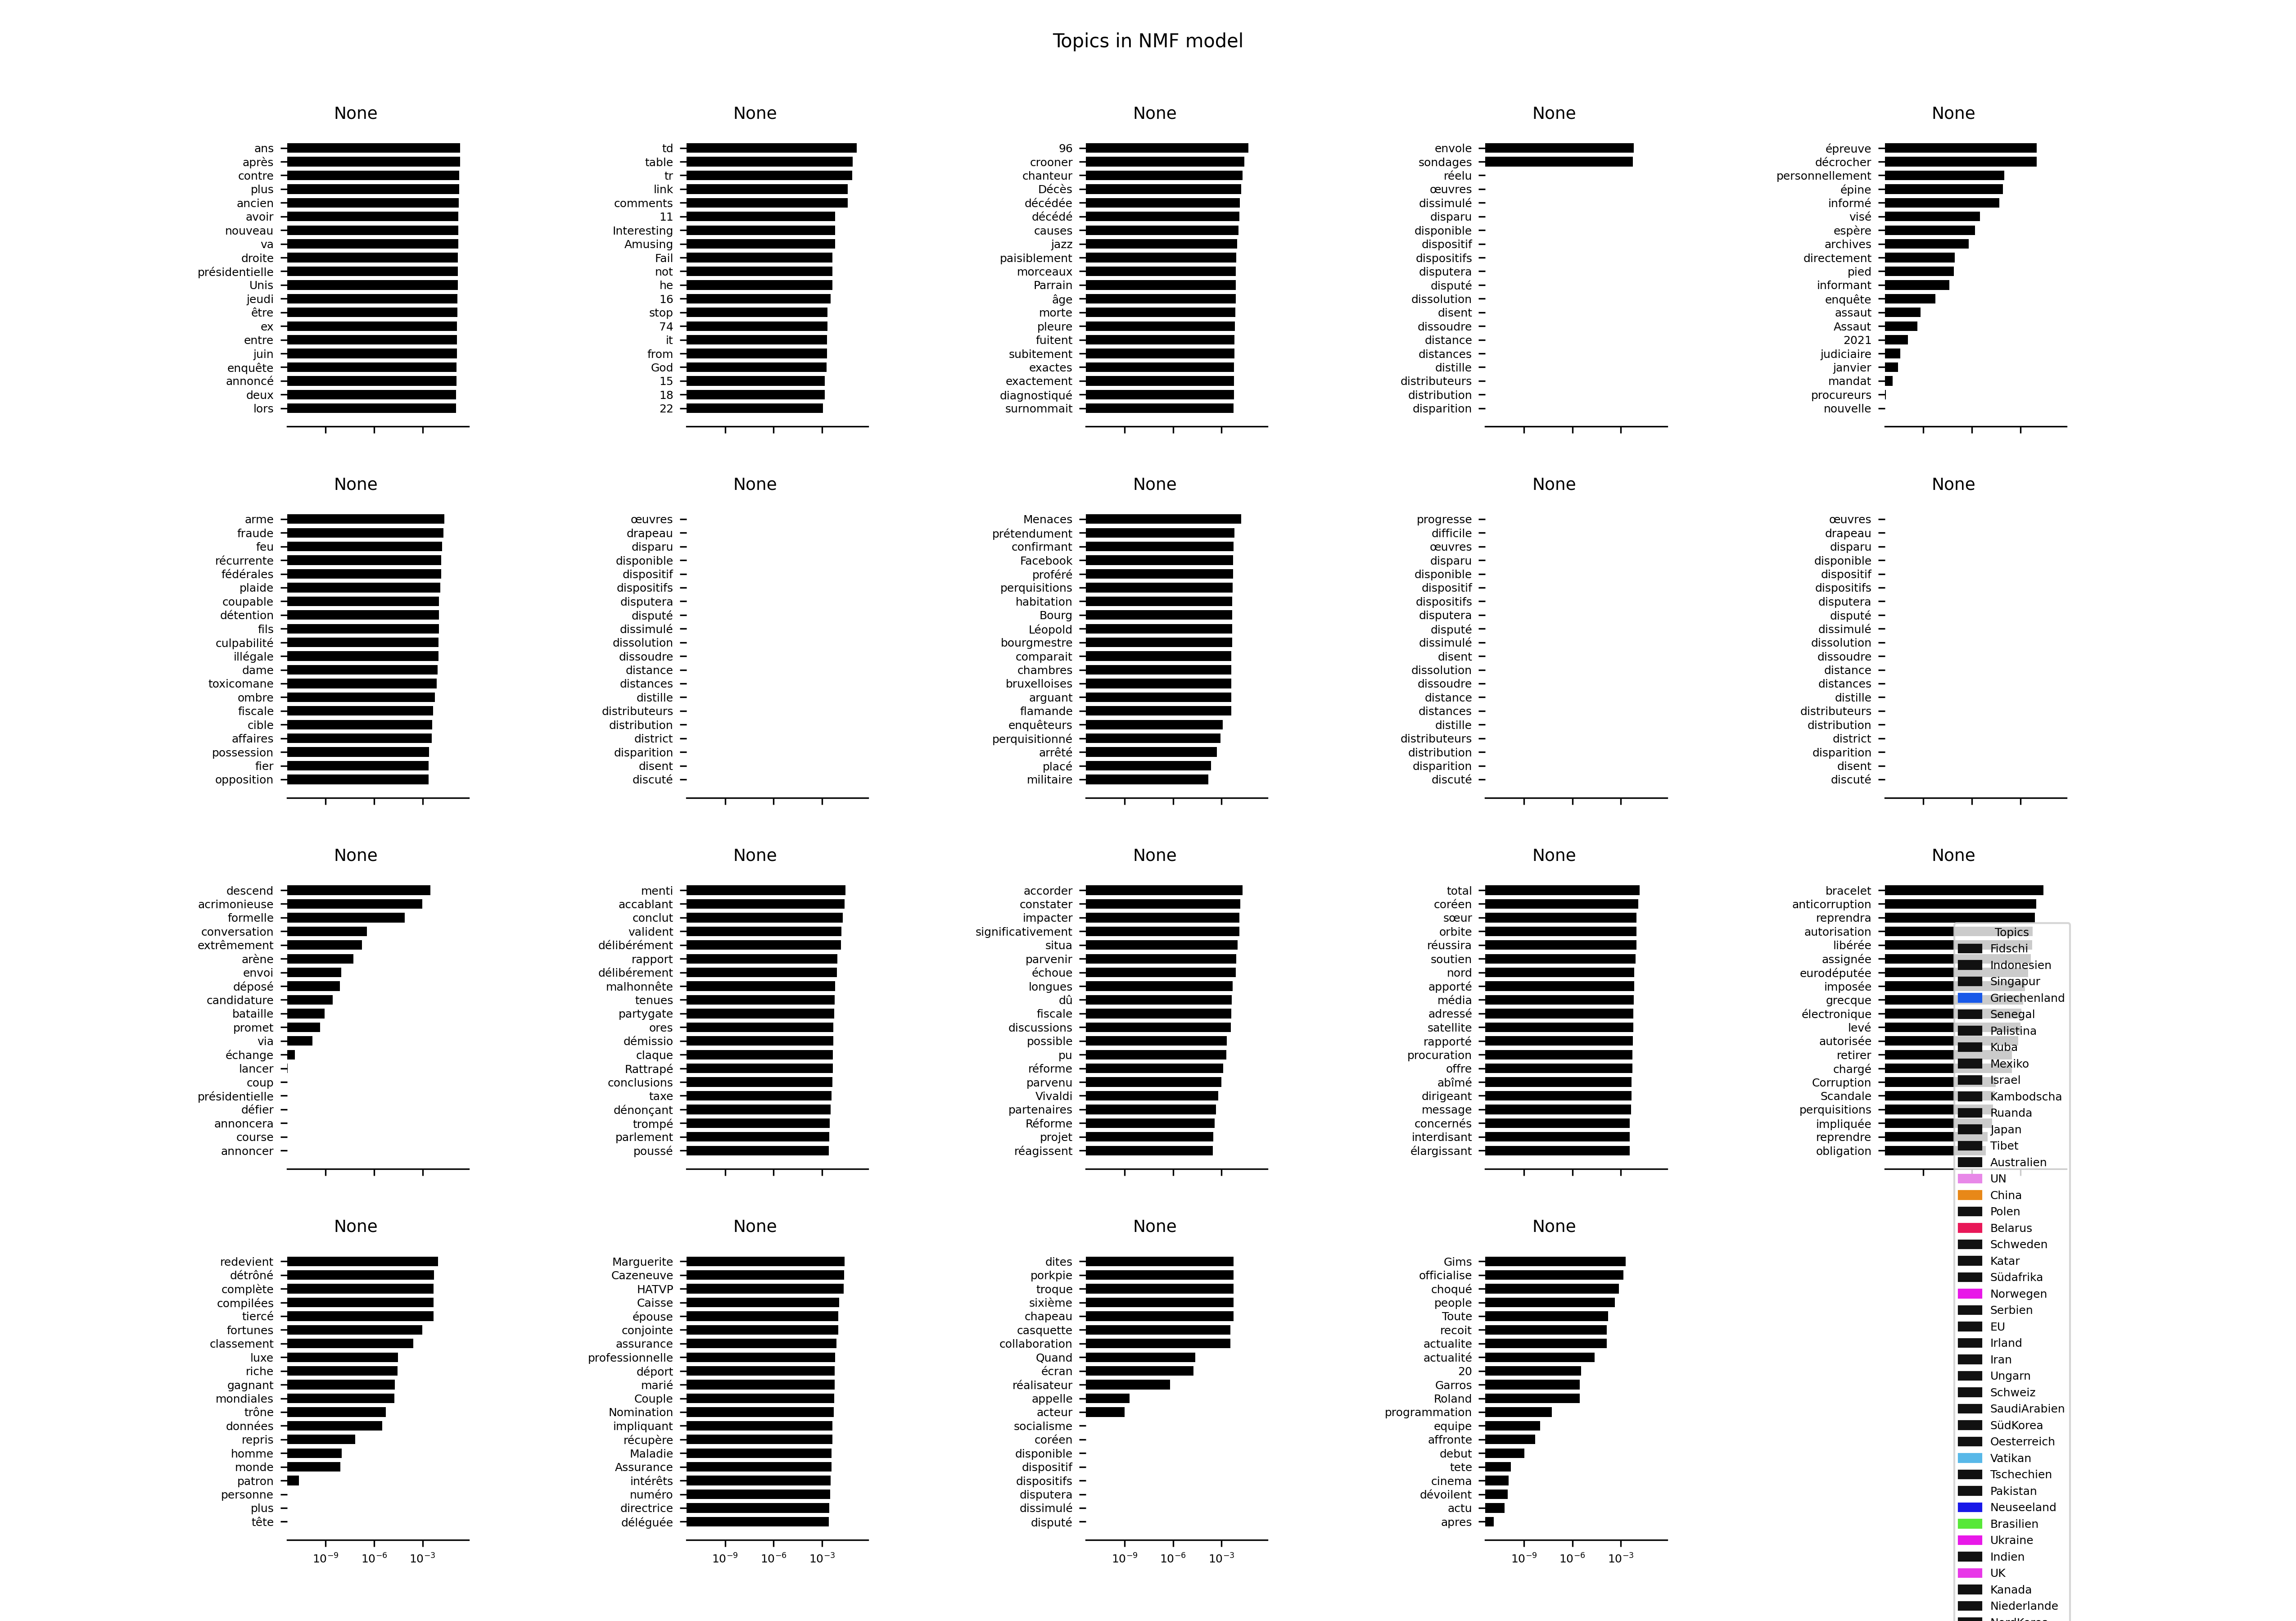 Topics in NMF model
None
ans
après
contre
plus
ancien
avoir
nouveau
va
droite
présidentielle
Unis
jeudi
être
ex
entre
juin
enquête
annoncé
deux
lors
None
td
table
tr
link
comments
11
Interesting
Amusing
Fail
not
he
16
stop
74
it
from
God
15
18
22
None
96
crooner
chanteur
Décès
décédée
décédé
causes
jazz
paisiblement
morceaux
Parrain
âge
morte
pleure
fuitent
subitement
exactes
exactement
diagnostiqué
surnommait
None
envole
sondages
réelu
œuvres
dissimulé
disparu
disponible
dispositif
dispositifs
disputera
disputé
dissolution
disent
dissoudre
distance
distances
distille
distributeurs
distribution
disparition
None
épreuve
décrocher
personnellement
épine
informé
visé
espère
archives
directement
pied
informant
enquête
assaut
Assaut
2021
judiciaire
janvier
mandat
procureurs
nouvelle
None
arme
fraude
feu
récurrente
fédérales
plaide
coupable
détention
fils
culpabilité
illégale
dame
toxicomane
ombre
fiscale
cible
affaires
possession
fier
opposition
None
œuvres
drapeau
disparu
disponible
dispositif
dispositifs
disputera
disputé
dissimulé
dissolution
dissoudre
distance
distances
distille
distributeurs
distribution
district
disparition
disent
discuté
None
Menaces
prétendument
confirmant
Facebook
proféré
perquisitions
habitation
Bourg
Léopold
bourgmestre
comparait
chambres
bruxelloises
arguant
flamande
enquêteurs
perquisitionné
arrêté
placé
militaire
None
progresse
difficile
œuvres
disparu
disponible
dispositif
dispositifs
disputera
disputé
dissimulé
disent
dissolution
dissoudre
distance
distances
distille
distributeurs
distribution
disparition
discuté
None
œuvres
drapeau
disparu
disponible
dispositif
dispositifs
disputera
disputé
dissimulé
dissolution
dissoudre
distance
distances
distille
distributeurs
distribution
district
disparition
disent
discuté
None
descend
acrimonieuse
formelle
conversation
extrêmement
arène
envoi
déposé
candidature
bataille
promet
via
échange
lancer
coup
présidentielle
défier
annoncera
course
annoncer
None
menti
accablant
conclut
valident
délibérément
rapport
délibérement
malhonnête
tenues
partygate
ores
démissio
claque
Rattrapé
conclusions
taxe
dénonçant
trompé
parlement
poussé
None
accorder
constater
impacter
significativement
situa
parvenir
échoue
longues
dû
fiscale
discussions
possible
pu
réforme
parvenu
Vivaldi
partenaires
Réforme
projet
réagissent
None
total
coréen
sœur
orbite
réussira
soutien
nord
apporté
média
adressé
satellite
rapporté
procuration
offre
abîmé
dirigeant
message
concernés
interdisant
élargissant
None
bracelet
anticorruption
reprendra
autorisation
libérée
assignée
eurodéputée
imposée
grecque
électronique
levé
autorisée
retirer
chargé
Corruption
Scandale
perquisitions
impliquée
reprendre
obligation
None
redevient
détrôné
complète
compilées
tiercé
fortunes
classement
luxe
riche
gagnant
mondiales
trône
données
repris
homme
monde
patron
personne
plus
tête
10⁻⁹ 10⁻⁶ 10⁻³
None
Marguerite
Cazeneuve
HATVP
Caisse
épouse
conjointe
assurance
professionnelle
déport
marié
Couple
Nomination
impliquant
récupère
Maladie
Assurance
intérêts
numéro
directrice
déléguée
10⁻⁹ 10⁻⁶ 10⁻³
None
dites
porkpie
troque
sixième
chapeau
casquette
collaboration
Quand
écran
réalisateur
appelle
acteur
socialisme
coréen
disponible
dispositif
dispositifs
disputera
dissimulé
disputé
10⁻⁹ 10⁻⁶ 10⁻³
None
Gims
officialise
choqué
people
Toute
recoit
actualite
actualité
20
Garros
Roland
programmation
equipe
affronte
debut
tete
cinema
dévoilent
actu
apres
10⁻⁹ 10⁻⁶ 10⁻³
Topics
Fidschi
Indonesien
Singapur
Griechenland
Senegal
Palistina
Kuba
Mexiko
Israel
Kambodscha
Ruanda
Japan
Tibet
Australien
UN
China
Polen
Belarus
Schweden
Katar
Südafrika
Norwegen
Serbien
EU
Irland
Iran
Ungarn
Schweiz
SaudiArabien
SüdKorea
Oesterreich
Vatikan
Tschechien
Pakistan
Neuseeland
Brasilien
Ukraine
Indien
UK
Kanada
Niederlande